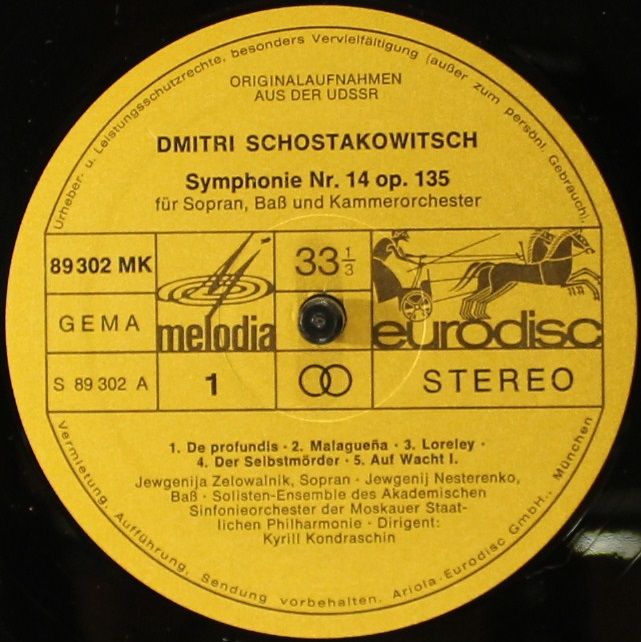 Urheber- u. Leistungsschutzrechte, besonders Vervielfältigung (außer zum persönl. Gebrauch),
ORIGINALAUFNAHMEN
AUS DER UDSSR
DMITRI SCHOSTAKOWITSCH
Symphonie Nr. 14 op. 135
für Sopran, Baß und Kammerorchester
89 302 MK
33 1/3
GEMA
melodia
eurodisc
S 89 302 A
1
STEREO
1. De profundis · 2. Malagueña · 3. Loreley ·
4. Der Selbstmörder · 5. Auf Wacht I.
Jewgenija Zelowalnik, Sopran · Jewgenij Nesterenko,
Baß · Solisten-Ensemble des Akademischen
Sinfonieorchester der Moskauer Staat-
lichen Philharmonie · Dirigent:
Kyrill Kondraschin
Vermietung, Aufführung, Sendung vorbehalten. Ariola-Eurodisc GmbH., München